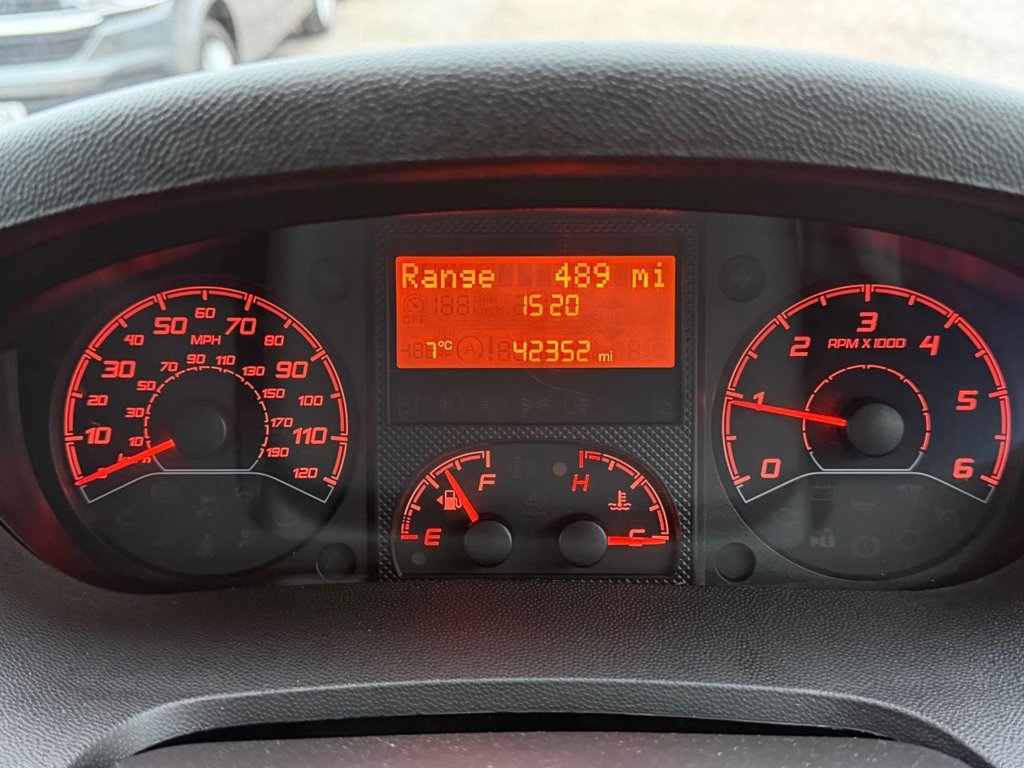 Range 489 mi
1520
7°C 42352 mi
10 20 30 40 50 60 70 80 90 100 110 120
MPH
10 30 50 70 90 110 130 150 170 190
km/h
0 1 2 3 4 5 6
RPM X 1000
E F
H C